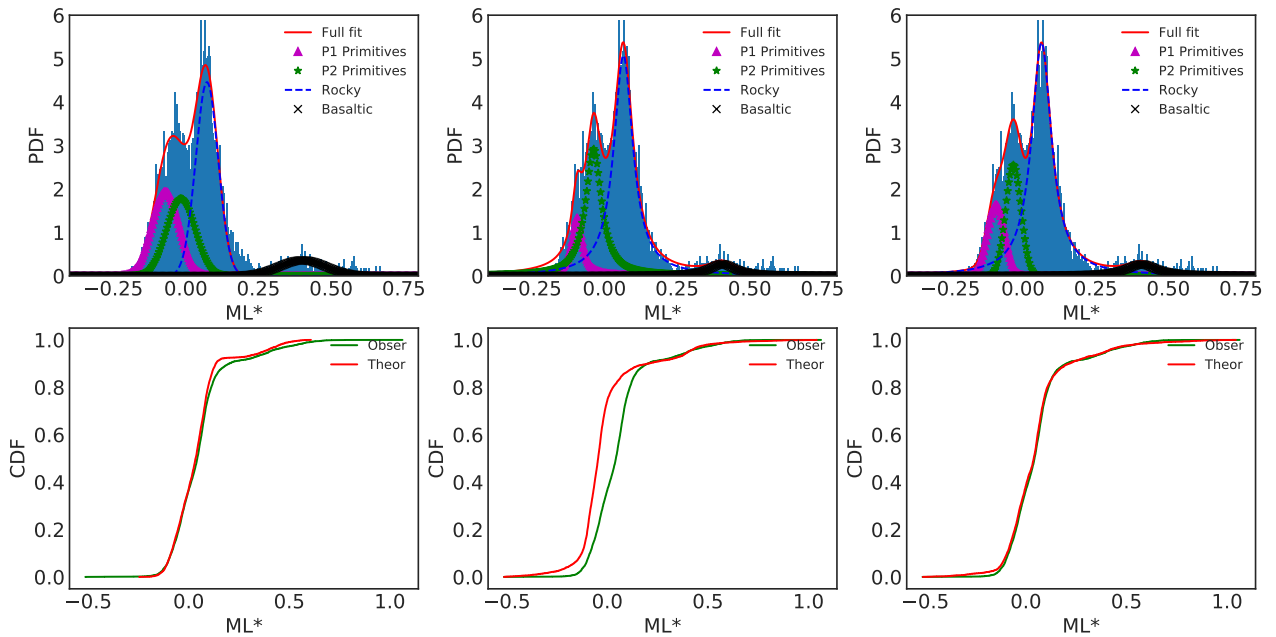 6
5
4
3
2
1
0
PDF
Full fit
P1 Primitives
P2 Primitives
Rocky
Basaltic
−0.25 0.00 0.25 0.50 0.75
ML*
6
5
4
3
2
1
0
PDF
Full fit
P1 Primitives
P2 Primitives
Rocky
Basaltic
−0.25 0.00 0.25 0.50 0.75
ML*
6
5
4
3
2
1
0
PDF
Full fit
P1 Primitives
P2 Primitives
Rocky
Basaltic
−0.25 0.00 0.25 0.50 0.75
ML*
1.0
0.8
0.6
0.4
0.2
0.0
CDF
Obser
Theor
−0.5 0.0 0.5 1.0
ML*
1.0
0.8
0.6
0.4
0.2
0.0
CDF
Obser
Theor
−0.5 0.0 0.5 1.0
ML*
1.0
0.8
0.6
0.4
0.2
0.0
CDF
Obser
Theor
−0.5 0.0 0.5 1.0
ML*